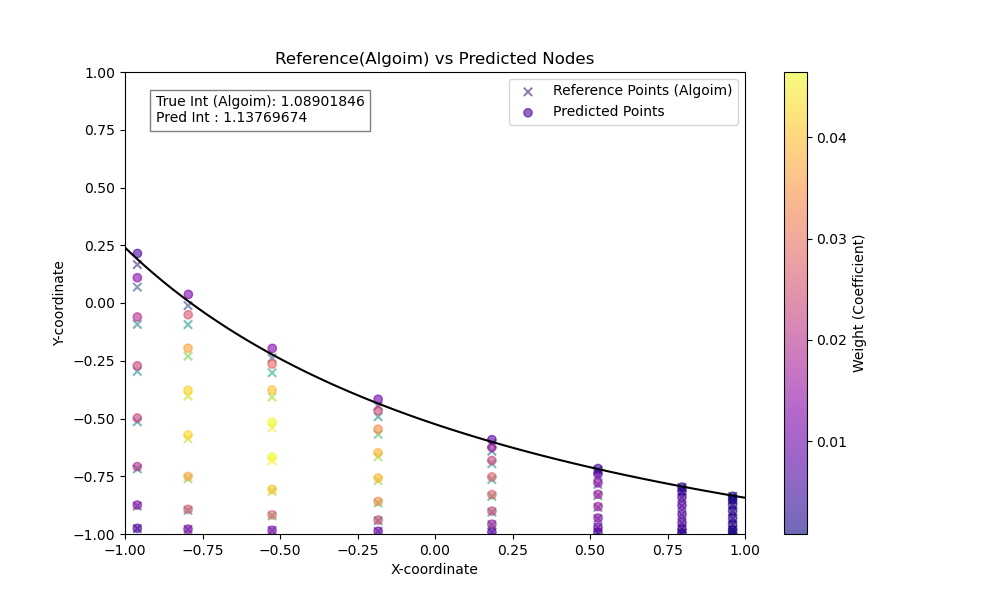 Reference(Algoim) vs Predicted Nodes
True Int (Algoim): 1.08901846
Pred Int : 1.13769674
Reference Points (Algoim)
Predicted Points
1.00
0.75
0.50
0.25
0.00
−0.25
−0.50
−0.75
−1.00
Y-coordinate
−1.00 −0.75 −0.50 −0.25 0.00 0.25 0.50 0.75 1.00
X-coordinate
0.04
0.03
0.02
0.01
Weight (Coefficient)